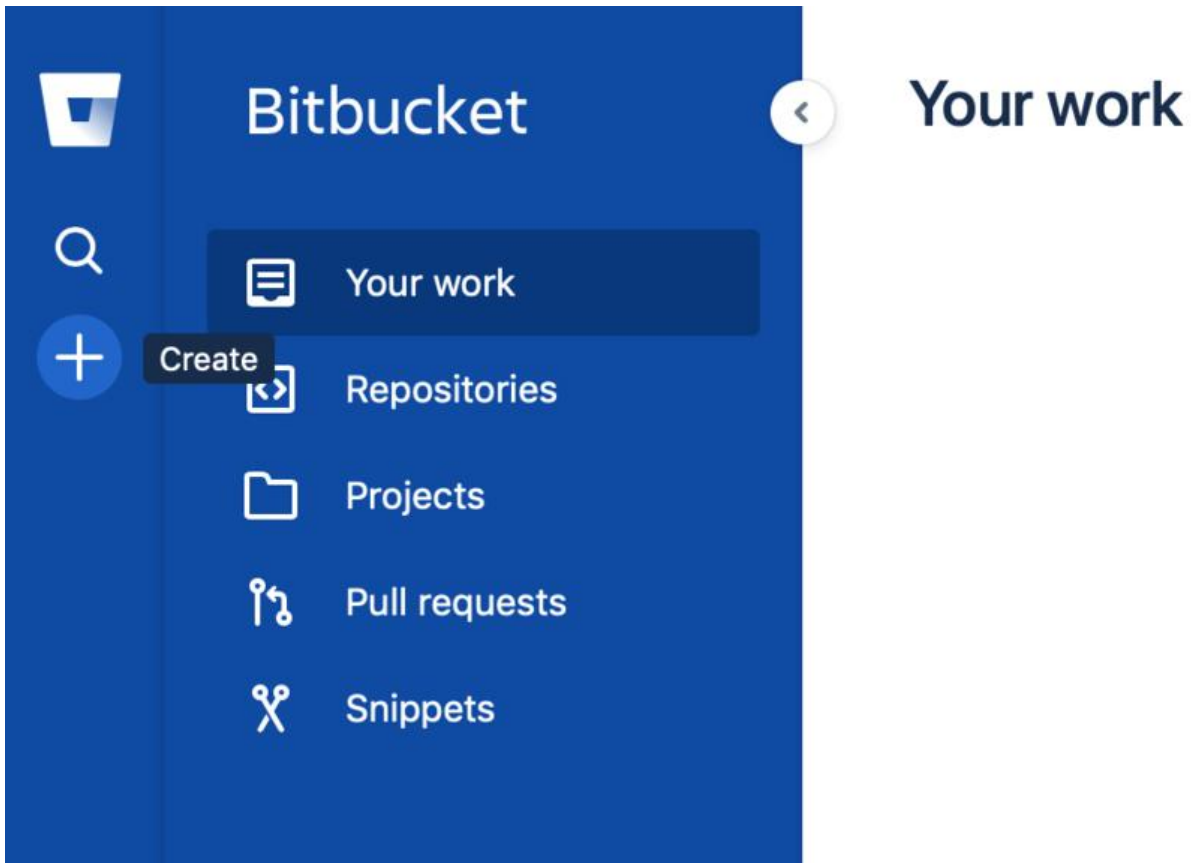 Bitbucket
Your work
Your work
Create
Repositories
Projects
Pull requests
Snippets